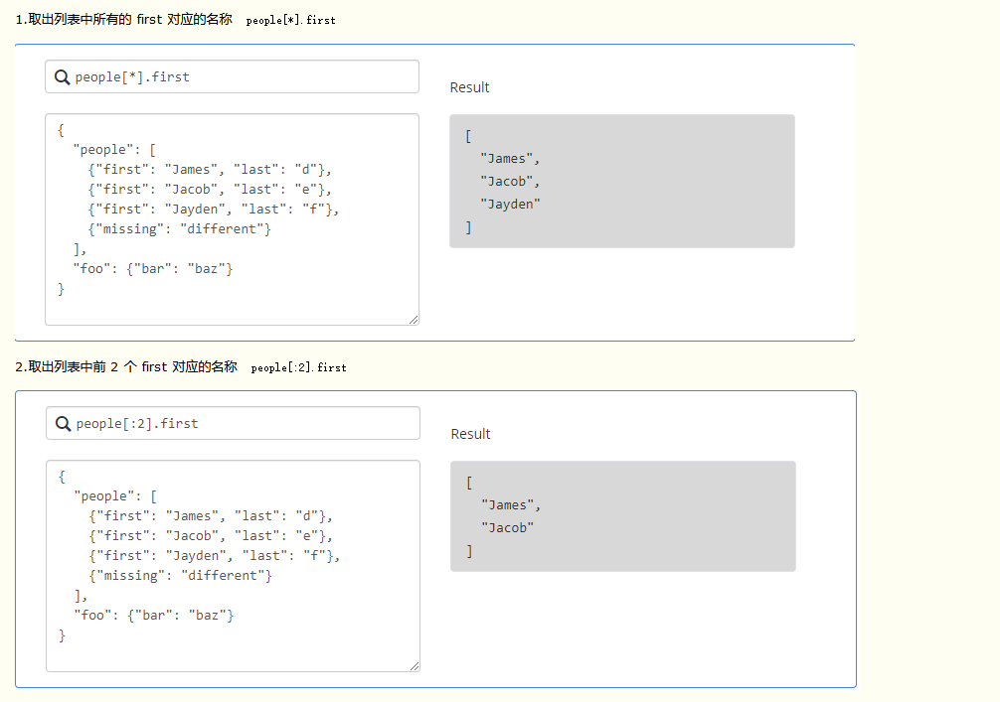 1.取出列表中所有的 first 对应的名称 people[*].first
people[*].first
Result
{
"people": [
{"first": "James", "last": "d"},
{"first": "Jacob", "last": "e"},
{"first": "Jayden", "last": "f"},
{"missing": "different"}
],
"foo": {"bar": "baz"}
}
[
"James",
"Jacob",
"Jayden"
]
2.取出列表中前 2 个 first 对应的名称 people[:2].first
people[:2].first
Result
{
"people": [
{"first": "James", "last": "d"},
{"first": "Jacob", "last": "e"},
{"first": "Jayden", "last": "f"},
{"missing": "different"}
],
"foo": {"bar": "baz"}
}
[
"James",
"Jacob"
]